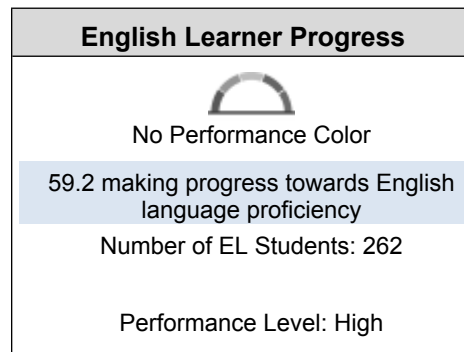 English Learner Progress
No Performance Color
59.2 making progress towards English
language proficiency
Number of EL Students: 262
Performance Level: High